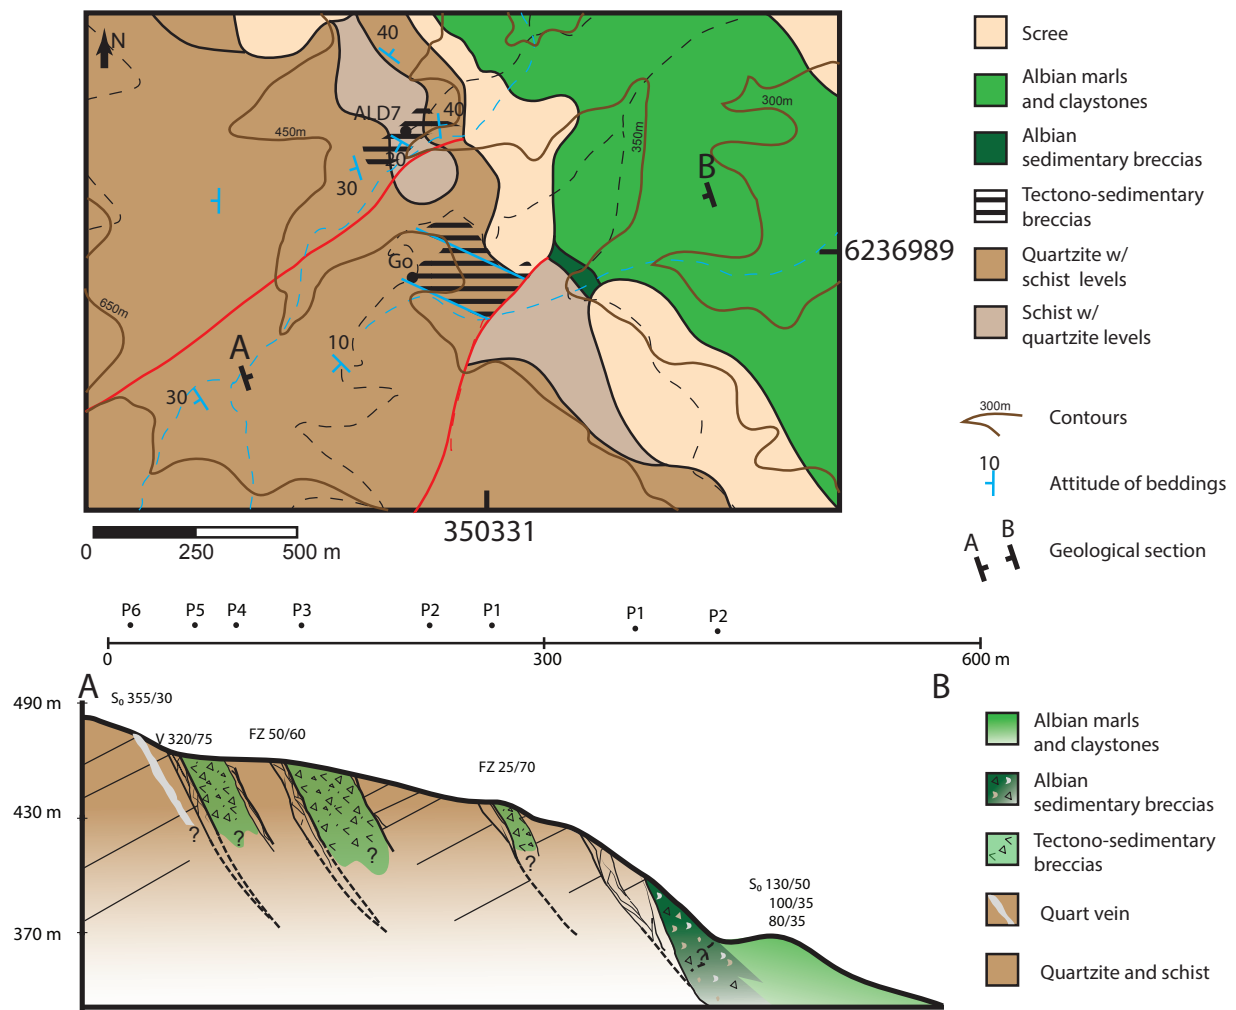 N
40
ALD7
40
450m
20
30
300m
350m
B
6236989
Go
650m
A
10
30
350331
0
250
500 m
Scree
Albian marls
and claystones
Albian
sedimentary breccias
Tectono-sedimentary
breccias
Quartzite w/
schist levels
Schist w/
quartzite levels
300m
Contours
10
Attitude of beddings
A B
Geological section
P6 P5 P4 P3 P2 P1 P1 P2
0 300 600 m
A
B
490 m
430 m
370 m
S₀ 355/30
V 320/75
FZ 50/60
FZ 25/70
?
?
?
?
?
S₀ 130/50
100/35
80/35
Albian marls
and claystones
Albian
sedimentary breccias
Tectono-sedimentary
breccias
Quart vein
Quartzite and schist